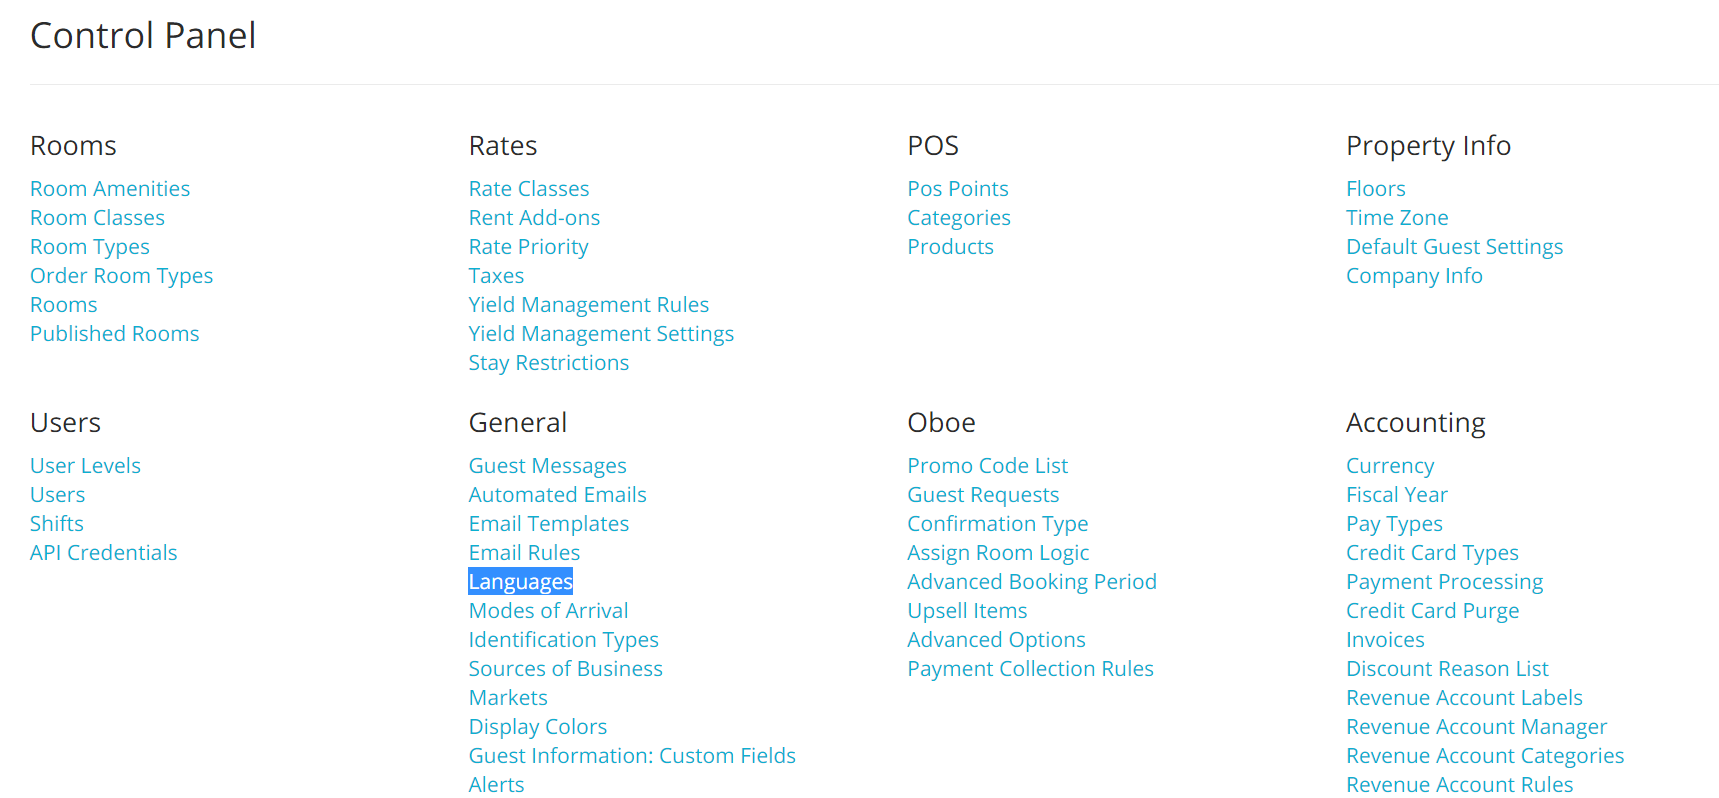 Control Panel
Rooms
Room Amenities
Room Classes
Room Types
Order Room Types
Rooms
Published Rooms
Rates
Rate Classes
Rent Add-ons
Rate Priority
Taxes
Yield Management Rules
Yield Management Settings
Stay Restrictions
POS
Pos Points
Categories
Products
Property Info
Floors
Time Zone
Default Guest Settings
Company Info
Users
User Levels
Users
Shifts
API Credentials
General
Guest Messages
Automated Emails
Email Templates
Email Rules
Languages
Modes of Arrival
Identification Types
Sources of Business
Markets
Display Colors
Guest Information: Custom Fields
Alerts
Oboe
Promo Code List
Guest Requests
Confirmation Type
Assign Room Logic
Advanced Booking Period
Upsell Items
Advanced Options
Payment Collection Rules
Accounting
Currency
Fiscal Year
Pay Types
Credit Card Types
Payment Processing
Credit Card Purge
Invoices
Discount Reason List
Revenue Account Labels
Revenue Account Manager
Revenue Account Categories
Revenue Account Rules